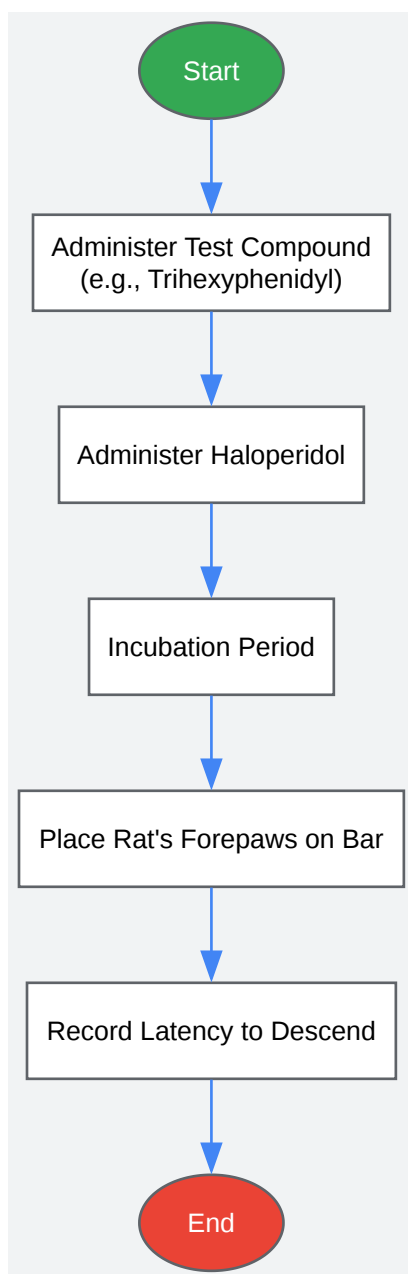 Start
Administer Test Compound
(e.g., Trihexyphenidyl)
Administer Haloperidol
Incubation Period
Place Rat's Forepaws on Bar
Record Latency to Descend
End